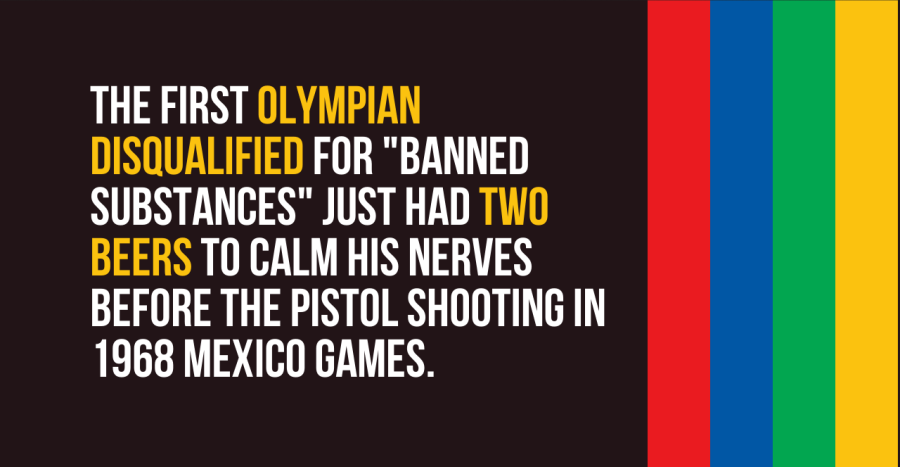 THE FIRST OLYMPIAN
DISQUALIFIED FOR "BANNED
SUBSTANCES" JUST HAD TWO
BEERS TO CALM HIS NERVES
BEFORE THE PISTOL SHOOTING IN
1968 MEXICO GAMES.